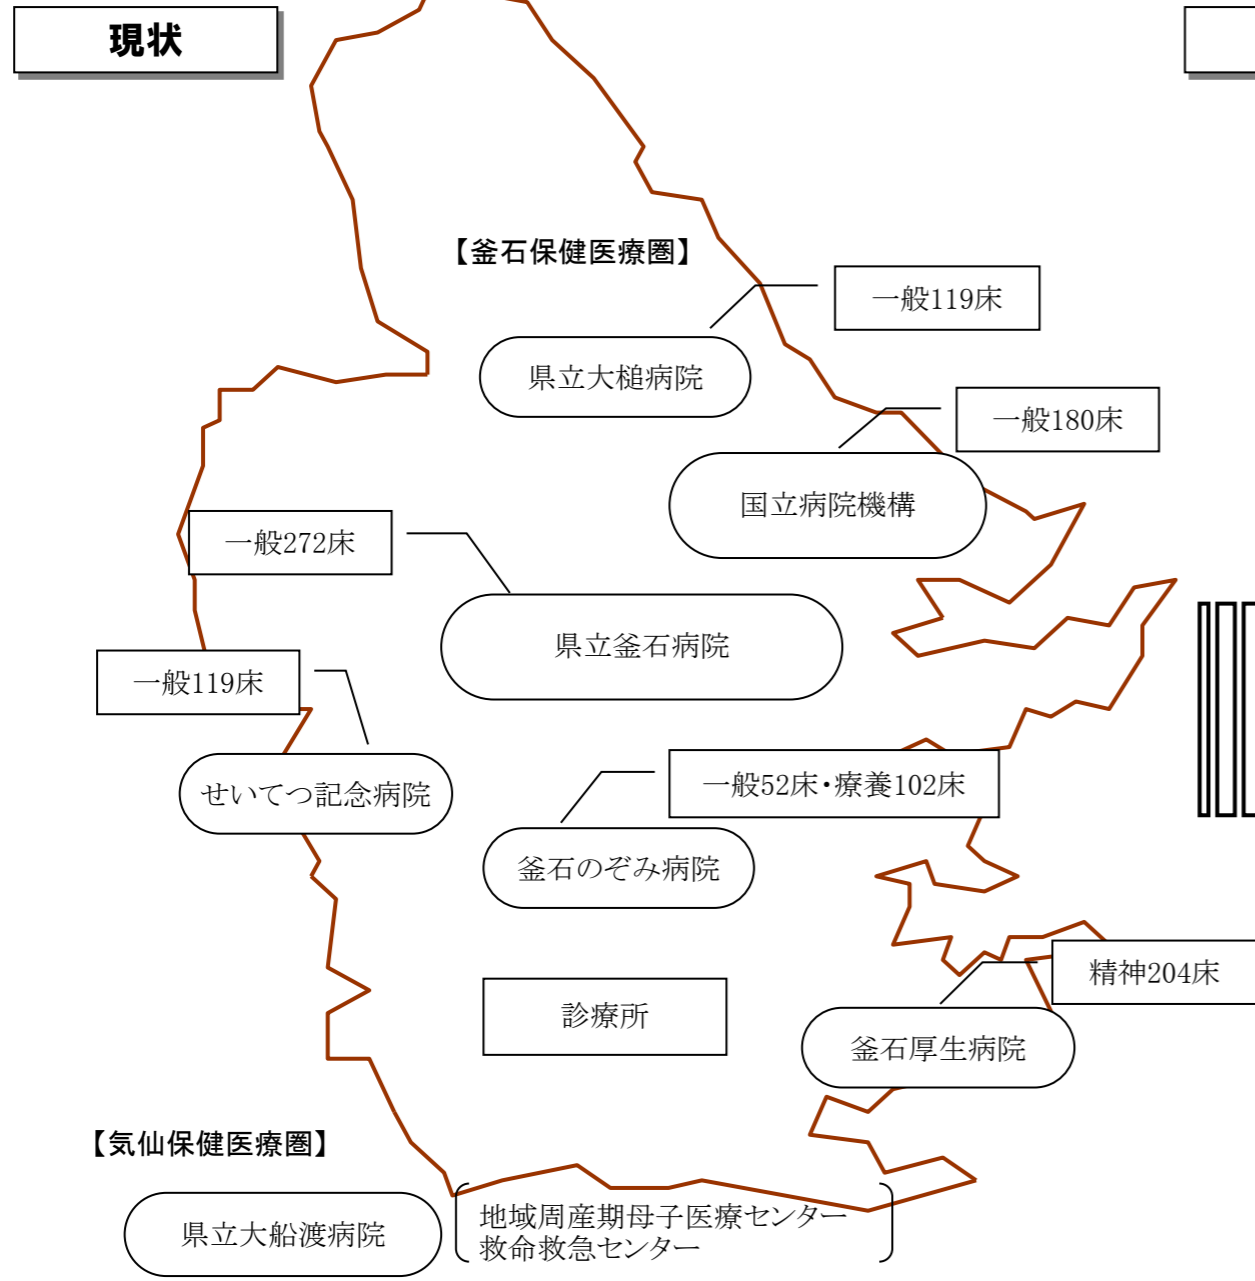 現状
【釜石保健医療圏】
一般119床
県立大槌病院
一般180床
国立病院機構
一般272床
県立釜石病院
一般119床
せいてつ記念病院
一般52床・療養102床
釜石のぞみ病院
精神204床
診療所
釜石厚生病院
【気仙保健医療圏】
県立大船渡病院
地域周産期母子医療センター
救命救急センター